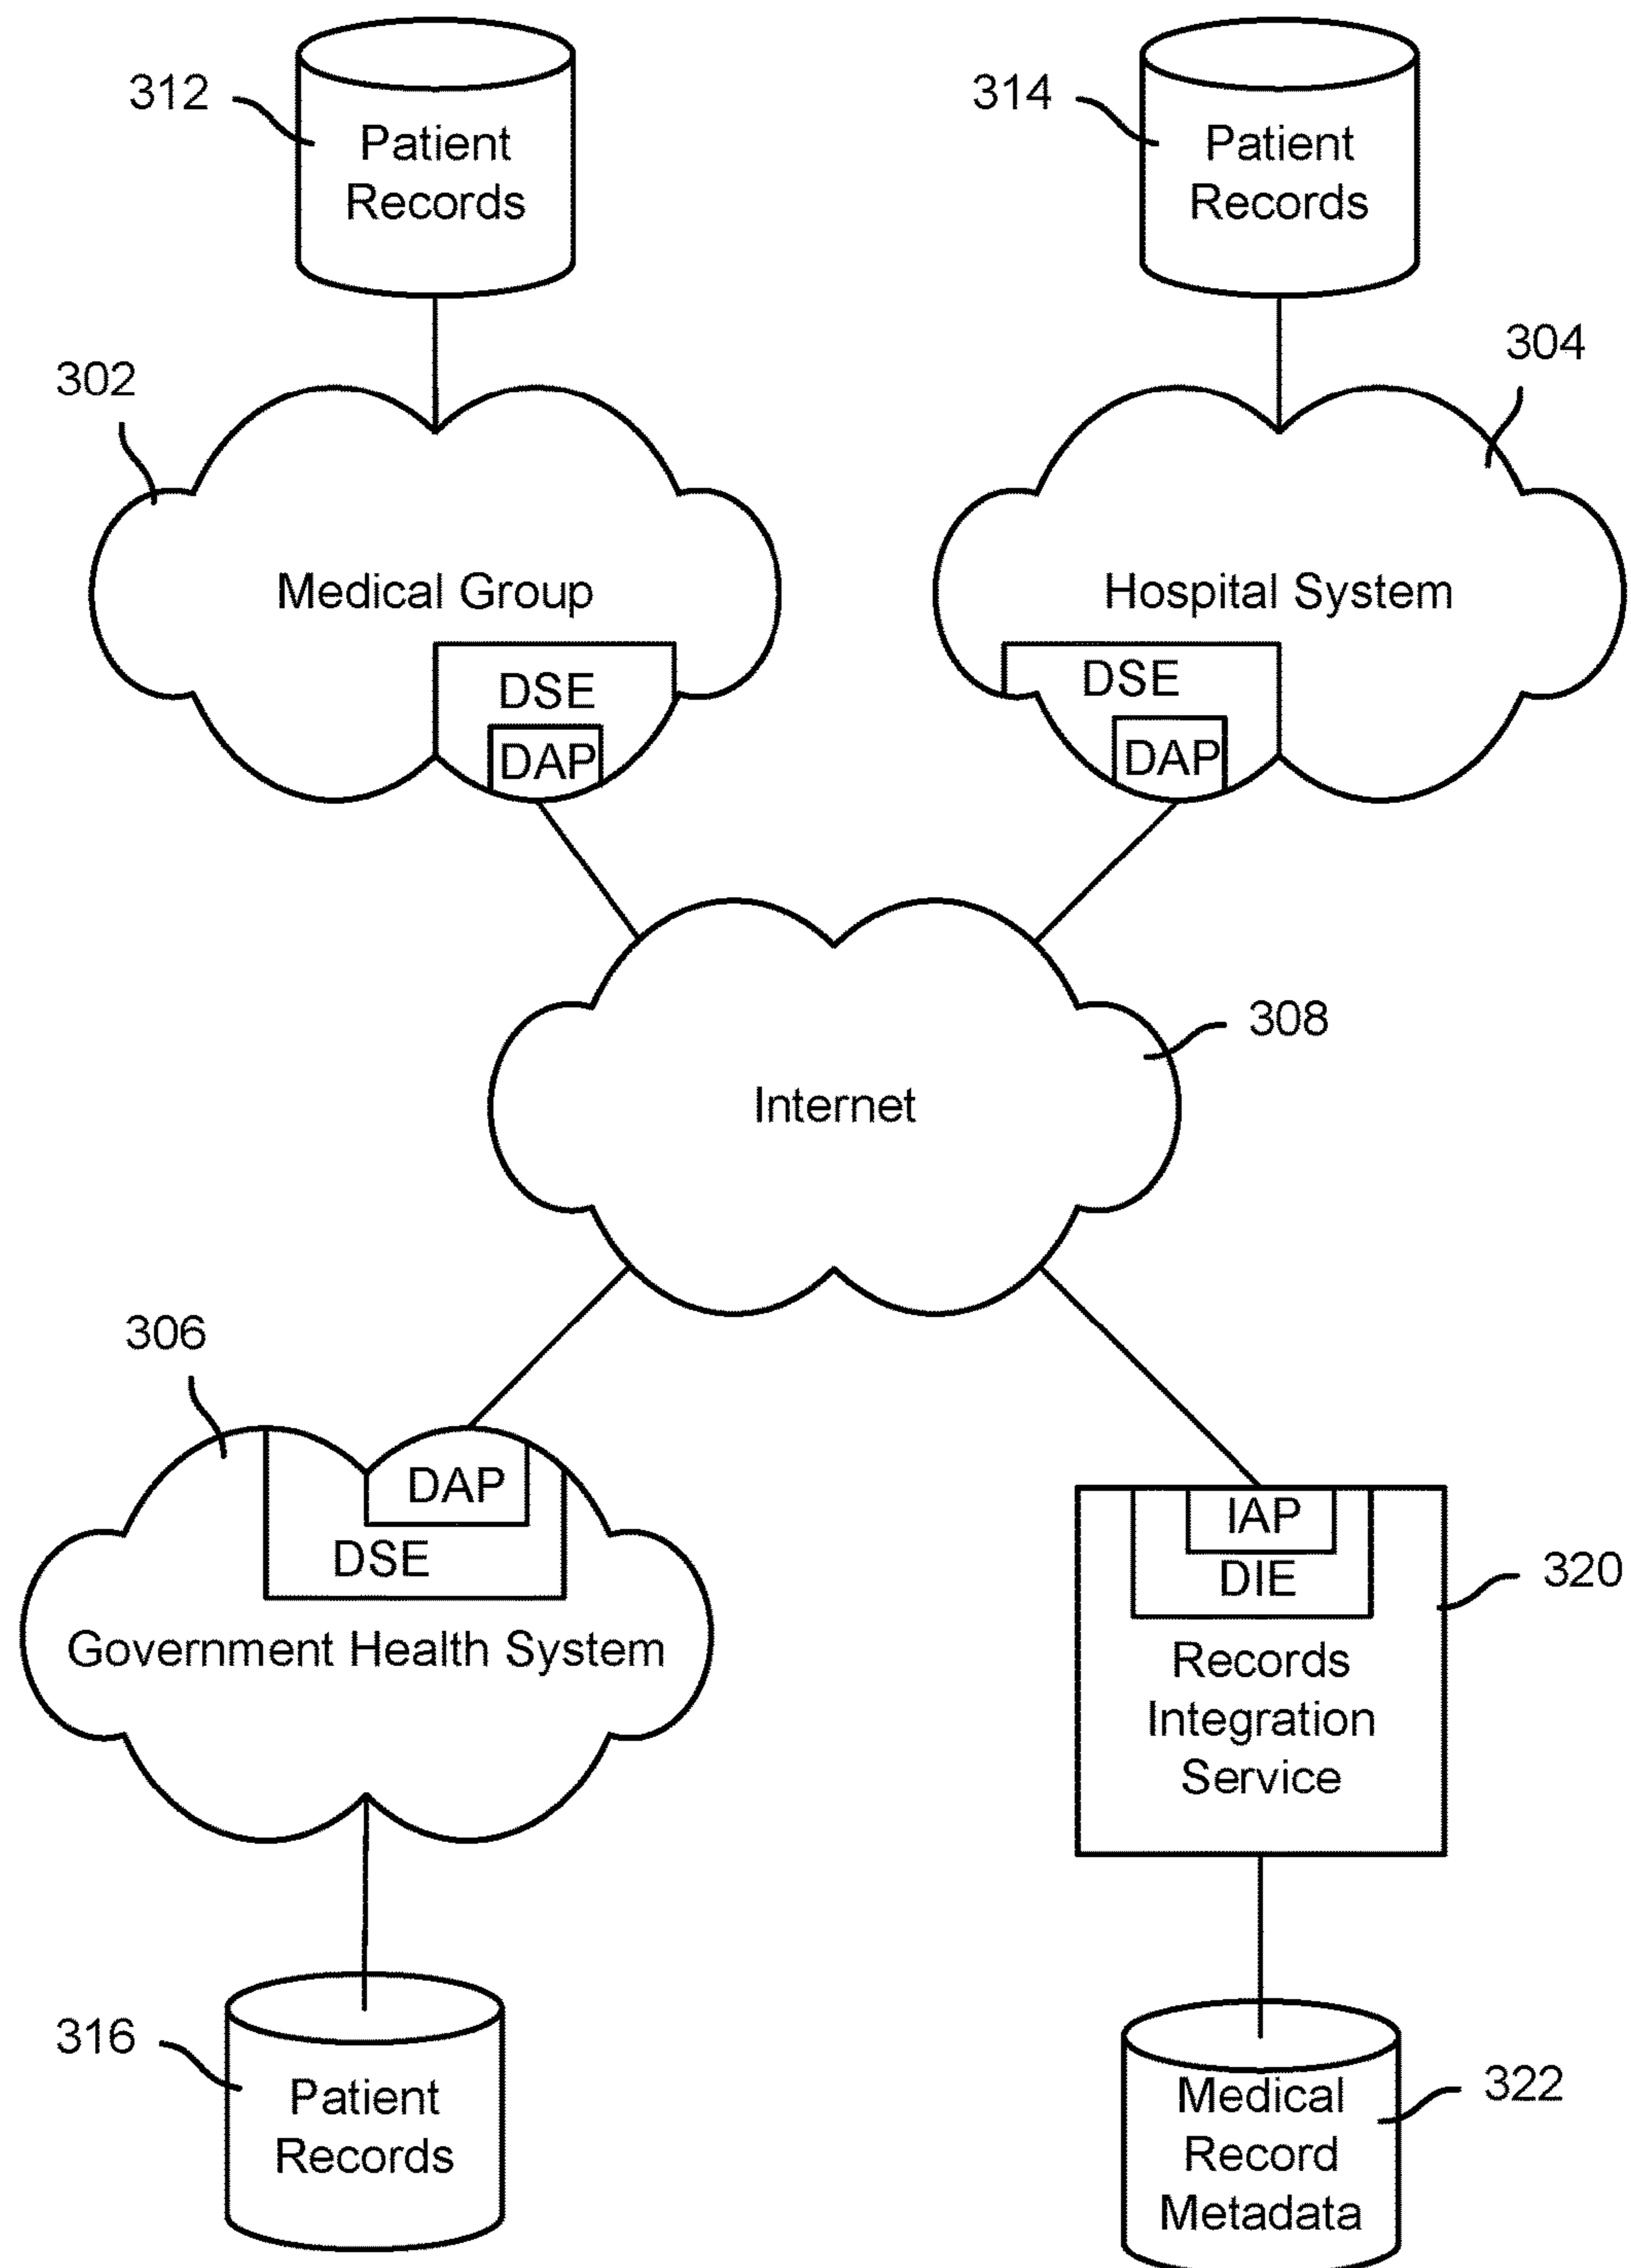 312
Patient
Records
314
Patient
Records
302
Medical Group
DSE
DAP
304
Hospital System
DSE
DAP
308
Internet
306
DAP
DSE
Government Health System
IAP
DIE
320
Records
Integration
Service
316
Patient
Records
322
Medical
Record
Metadata